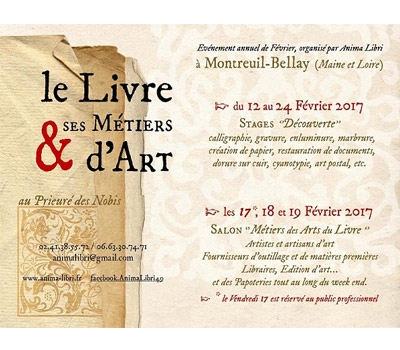 Evénement annuel de Février, organisé par Anima Libri
à Montreuil-Bellay (Maine et Loire)
le Livre
& ses Métiers
d'Art
au Prieuré des Nobis
02.41.38.55.72 / 06.63.30.74.71
animalibri@gmail.com
www.anima-libri.fr facebook.AnimaLibri49
du 12 au 24 Février 2017
Stages "Découverte"
calligraphie, gravure, enluminure, marbrure,
création de papier, restauration de documents,
dorure sur cuir, cyanotypie, art postal, etc.
les 17*, 18 et 19 Février 2017
Salon "Métiers des Arts du Livre"
Artistes et artisans d'art
Fournisseurs d'outillage et de matières premières
Libraires, Edition d'art...
et des Papoteries tout au long du week end.
* le Vendredi 17 est réservé au public professionnel